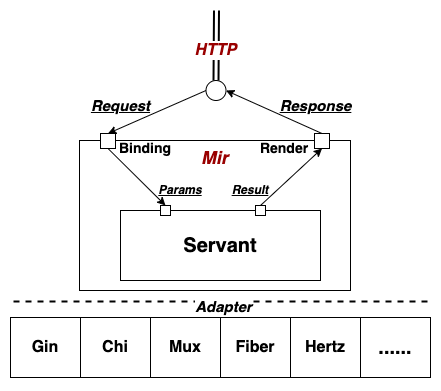 HTTP
Request
Response
Binding
Render
Mir
Params
Result
Servant
Adapter
Gin
Chi
Mux
Fiber
Hertz
......